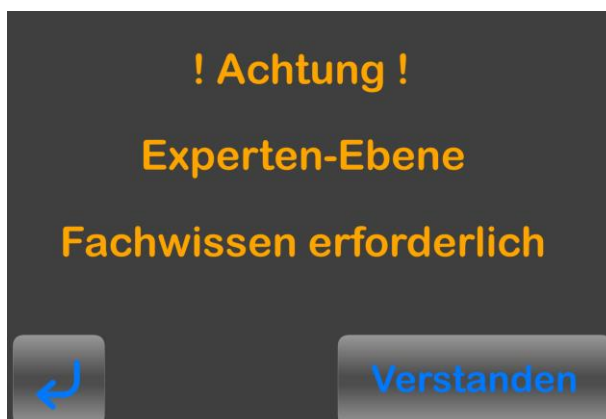 ! Achtung !
Experten-Ebene
Fachwissen erforderlich
Verstanden